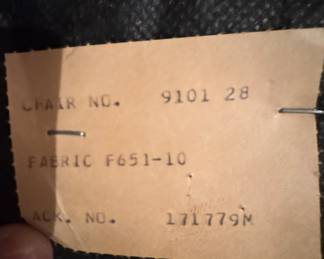 CHAIR NO. 9101 28
FABRIC F651-10
ACK. NO. 171779M